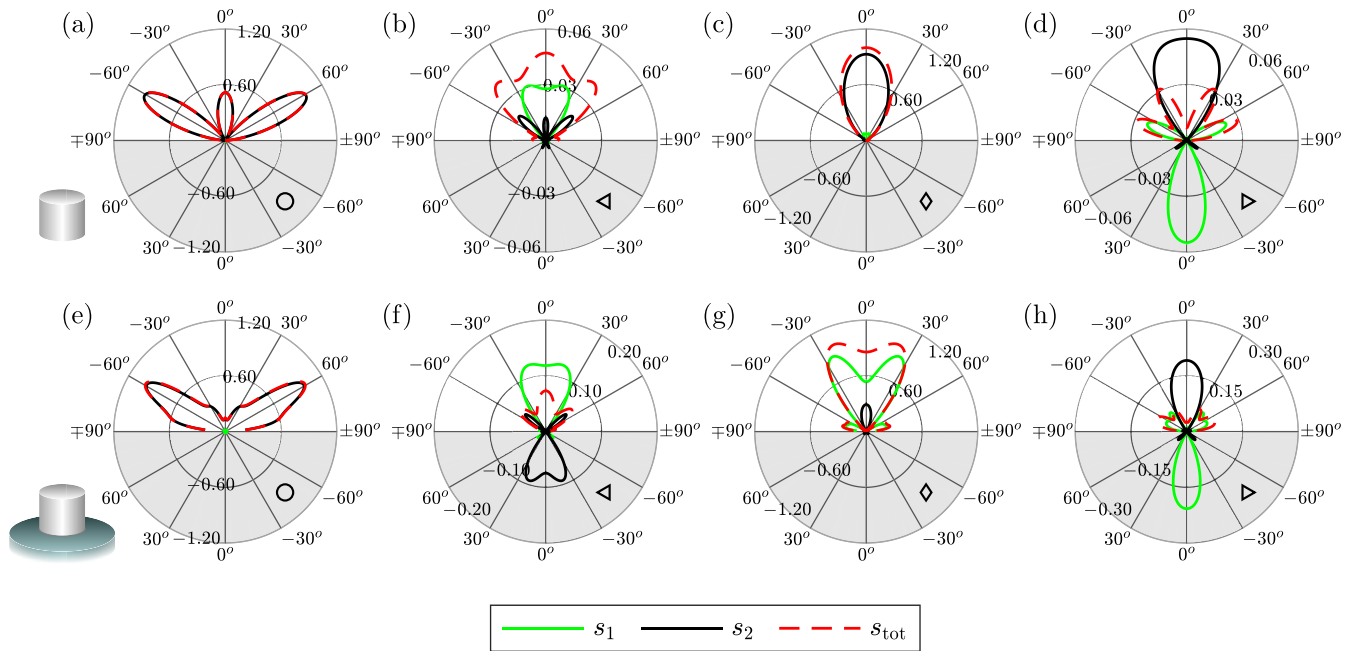 (a) 0° (b) 0° (c) 0° (d) 0°
−30° 1.20 30° −30° 0.06 30° −30° 30° −30° 30°
−60° 60° −60° 60° −60° 1.20 60° −60° 0.06 60°
0.60 0.03 0.60 0.03
∓90° ±90° ∓90° ±90° ∓90° ±90° ∓90° ±90°
−0.60 −0.03 −0.60 −0.03
60° −60° 60° −60° 60° −1.20 −60° 60° −0.06 −60°
30° −1.20 −30° 30° −0.06 −30° 30° −30° 30° −30°
0° 0° 0° 0°
(e) 0° (f) 0° (g) 0° (h) 0°
−30° 1.20 30° −30° 30° −30° 30° −30° 30°
−60° 60° −60° 0.20 60° −60° 1.20 60° −60° 0.30 60°
0.60 0.10 0.60 0.15
∓90° ±90° ∓90° ±90° ∓90° ±90° ∓90° ±90°
−0.60 −0.10 −0.60 −0.15
60° −60° 60° −0.20 −60° 60° −1.20 −60° 60° −0.30 −60°
30° −1.20 −30° 30° −30° 30° −30° 30° −30°
0° 0° 0° 0°
s₁ s₂ s_tot